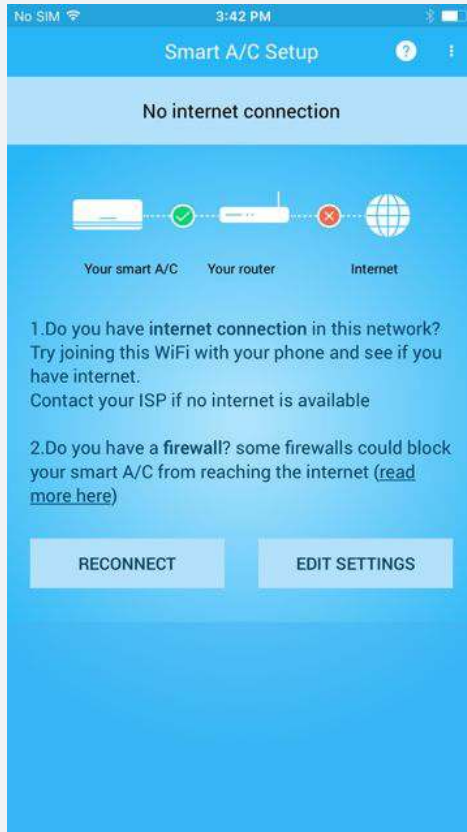 No SIM 3:42 PM
Smart A/C Setup ?
No internet connection
Your smart A/C Your router Internet
1.Do you have internet connection in this network?
Try joining this WiFi with your phone and see if you
have internet.
Contact your ISP if no internet is available
2.Do you have a firewall? some firewalls could block
your smart A/C from reaching the internet (read
more here)
RECONNECT EDIT SETTINGS